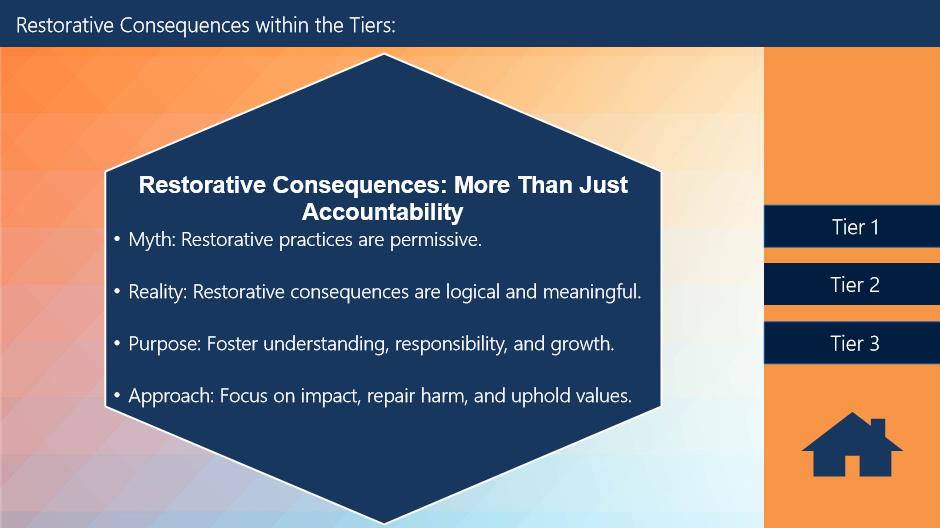 Restorative Consequences within the Tiers:
Restorative Consequences: More Than Just
Accountability
• Myth: Restorative practices are permissive.
• Reality: Restorative consequences are logical and meaningful.
• Purpose: Foster understanding, responsibility, and growth.
• Approach: Focus on impact, repair harm, and uphold values.
Tier 1
Tier 2
Tier 3